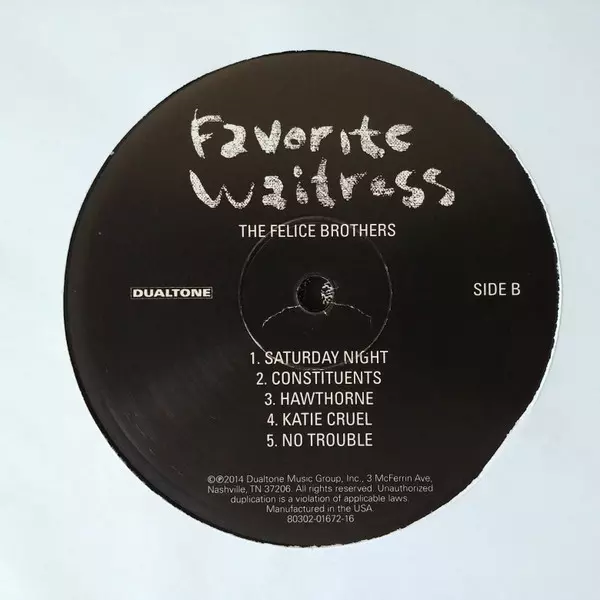 Favorite
Waitress
THE FELICE BROTHERS
DUALTONE
SIDE B
1. SATURDAY NIGHT
2. CONSTITUENTS
3. HAWTHORNE
4. KATIE CRUEL
5. NO TROUBLE
©℗2014 Dualtone Music Group, Inc., 3 McFerrin Ave,
Nashville, TN 37206. All rights reserved. Unauthorized
duplication is a violation of applicable laws.
Manufactured in the USA
80302-01672-16